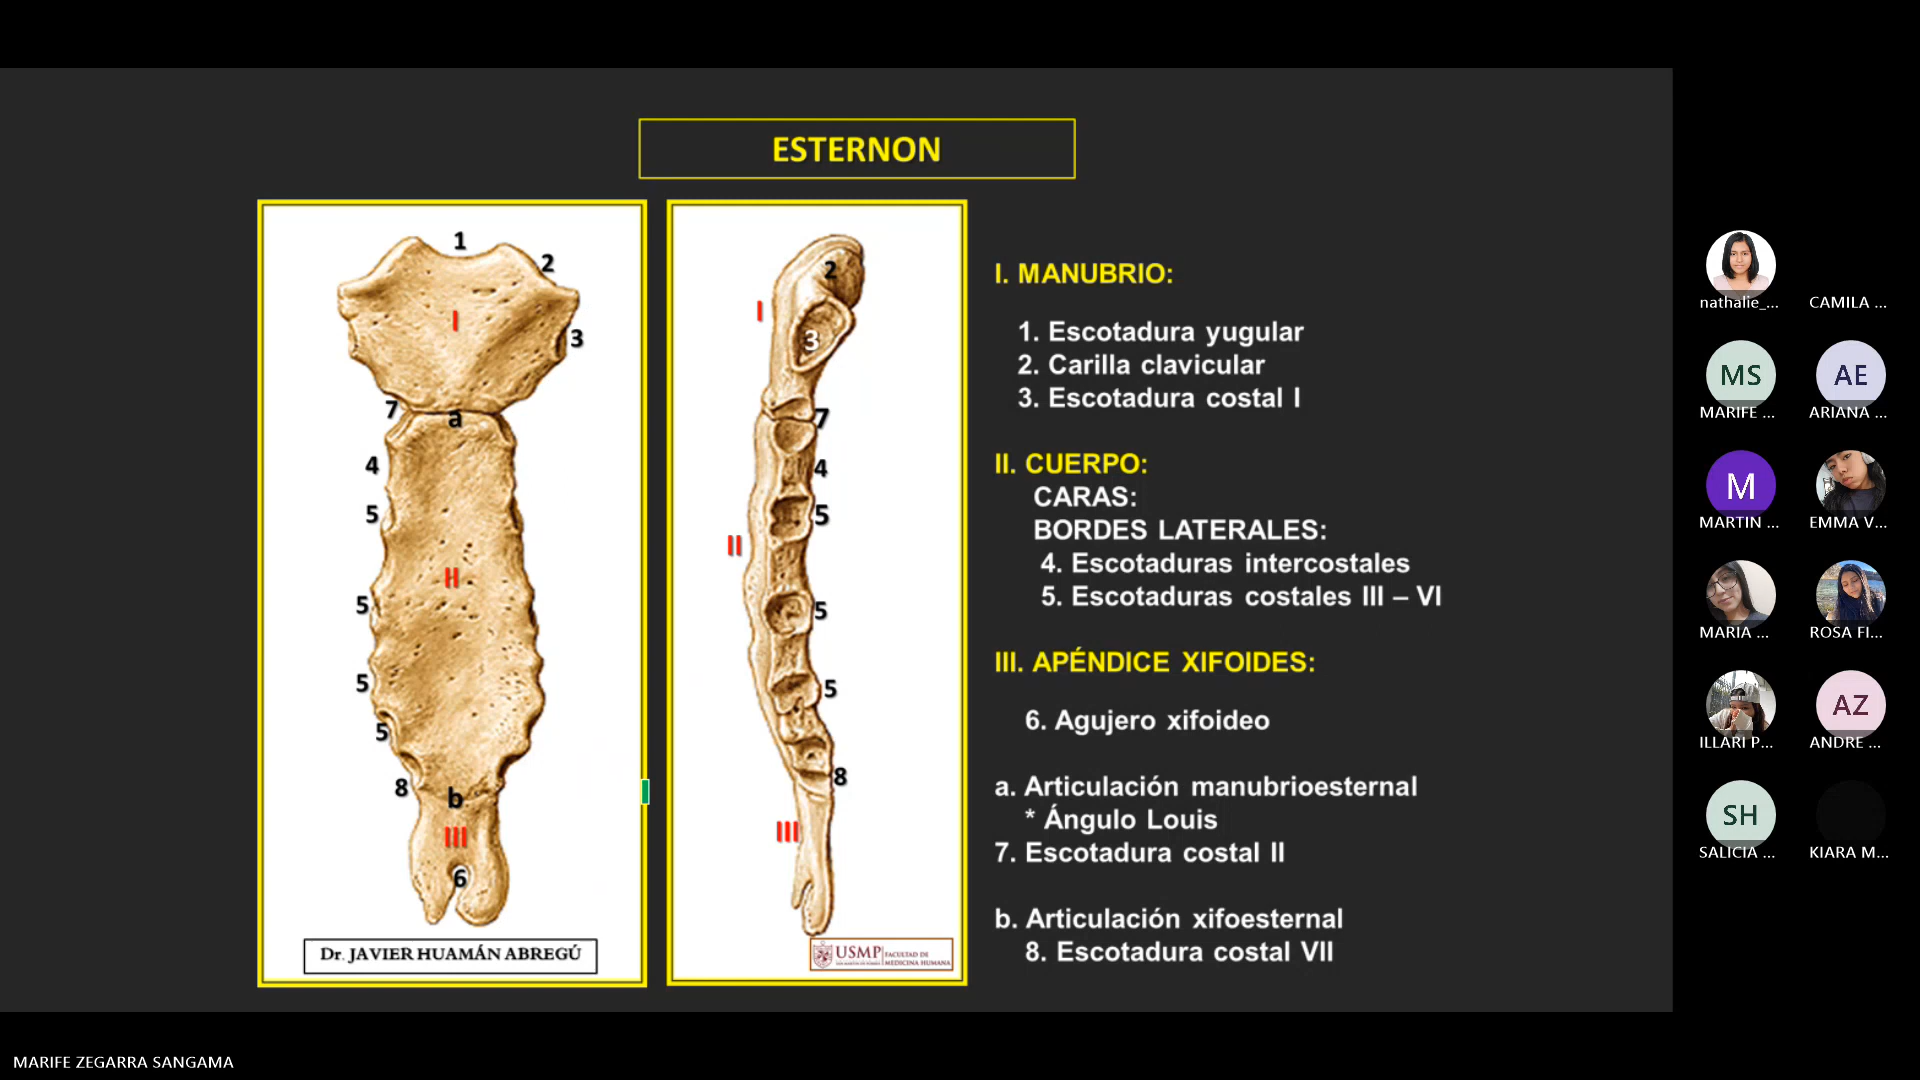 ESTERNON
1
2
I
3
7
a
4
5
II
5
5
5
8
b
III
6
Dr. JAVIER HUAMÁN ABREGÚ
2
I
3
7
4
5
II
5
5
8
III
USMP
FACULTAD DE
MEDICINA HUMANA
I. MANUBRIO:
1. Escotadura yugular
2. Carilla clavicular
3. Escotadura costal I
II. CUERPO:
CARAS:
BORDES LATERALES:
4. Escotaduras intercostales
5. Escotaduras costales III – VI
III. APÉNDICE XIFOIDES:
6. Agujero xifoideo
a. Articulación manubrioesternal
* Ángulo Louis
7. Escotadura costal II
b. Articulación xifoesternal
8. Escotadura costal VII
nathalie_...
CAMILA ...
MS
MARIFE ...
AE
ARIANA ...
M
MARTIN ...
EMMA V...
MARIA ...
ROSA FI...
ILLARI P...
AZ
ANDRE ...
SH
SALICIA ...
KIARA M...
MARIFE ZEGARRA SANGAMA